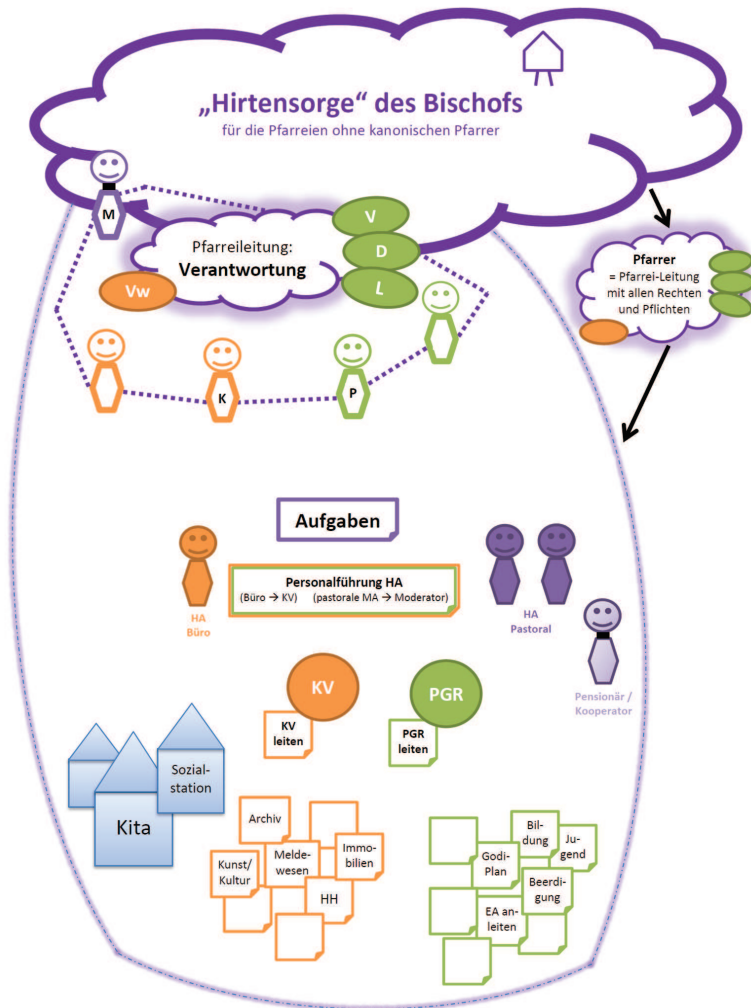 „Hirtensorge“ des Bischofs
für die Pfarreien ohne kanonischen Pfarrer
M
Pfarreileitung:
Verantwortung
V
D
L
Vw
Pfarrer
= Pfarrei-Leitung
mit allen Rechten
und Pflichten
K
P
Aufgaben
Personalführung HA
(Büro → KV) (pastorale MA → Moderator)
HA
Büro
HA
Pastoral
Pensionär /
Kooperator
KV
PGR
KV
leiten
PGR
leiten
Sozial-
station
Kita
Archiv
Melde-
wesen
Immo-
bilien
Kunst/
Kultur
HH
Bil-
dung
Ju-
gend
Godi-
Plan
Beerdi-
gung
EA an-
leiten